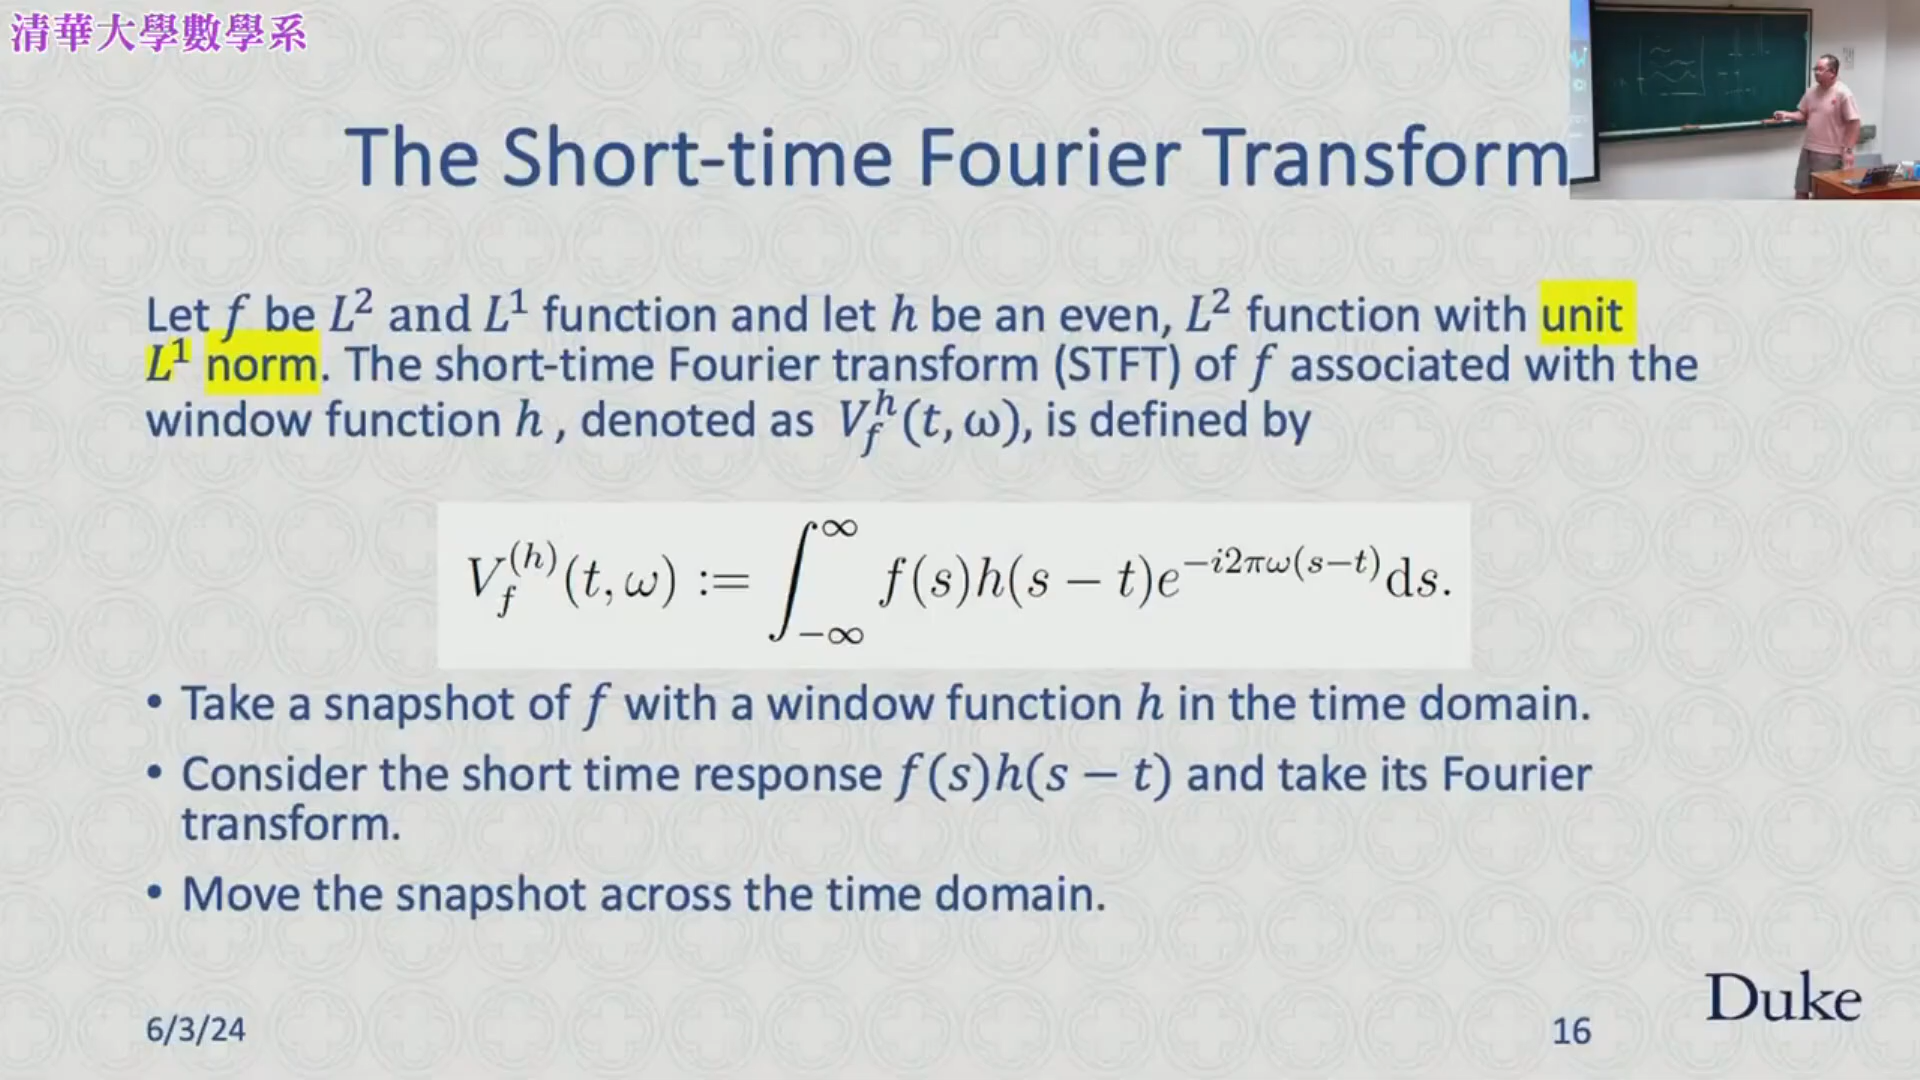 清華大學數學系
The Short-time Fourier Transform
Let f be L² and L¹ function and let h be an even, L² function with unit
L¹ norm. The short-time Fourier transform (STFT) of f associated with the
window function h , denoted as V_f^h(t, ω), is defined by
V_f^{(h)}(t, ω) := ∫_{-∞}^{∞} f(s)h(s − t)e^{−i2πω(s−t)}ds.
• Take a snapshot of f with a window function h in the time domain.
• Consider the short time response f(s)h(s − t) and take its Fourier
transform.
• Move the snapshot across the time domain.
6/3/24
16
Duke